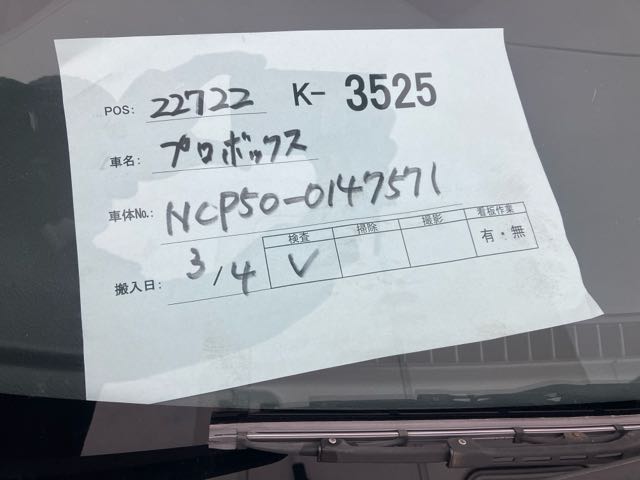 POS: 22722 K- 3525
車名: プロボックス
車体No.: NCP50-0147571
検査 掃除 撮影 看板作業
搬入日: 3/4 V 有・無